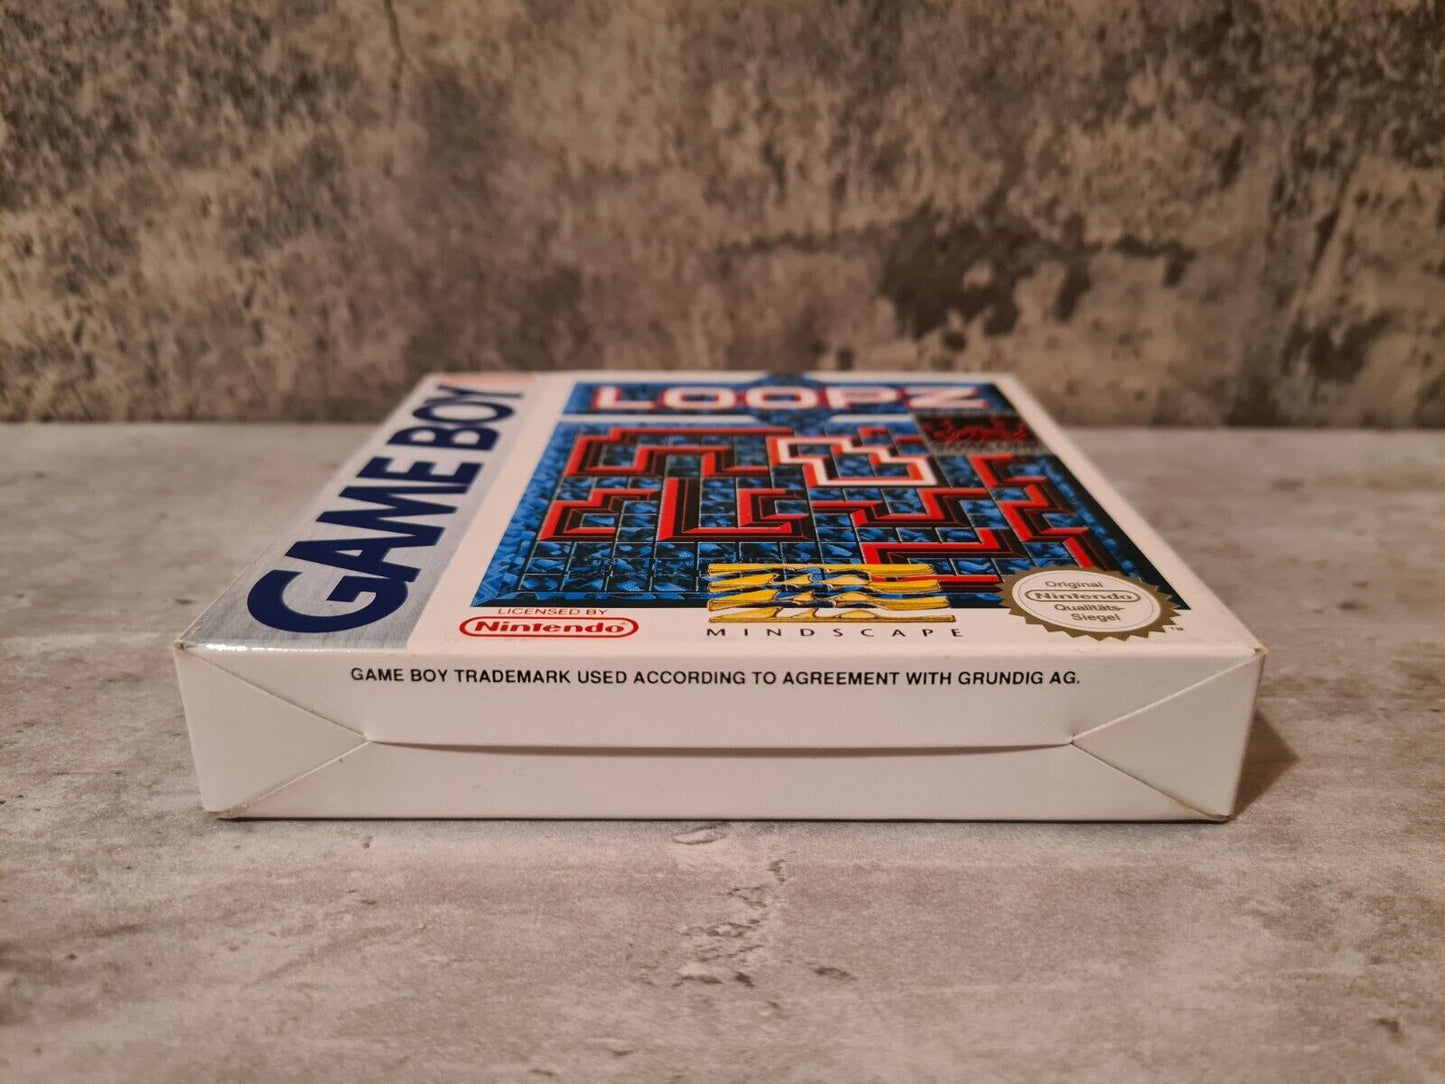 GAME BOY
LOOPZ
LICENSED BY
Nintendo
MINDSCAPE
Original
Nintendo
Qualitäts-
Siegel
TM
GAME BOY TRADEMARK USED ACCORDING TO AGREEMENT WITH GRUNDIG AG.